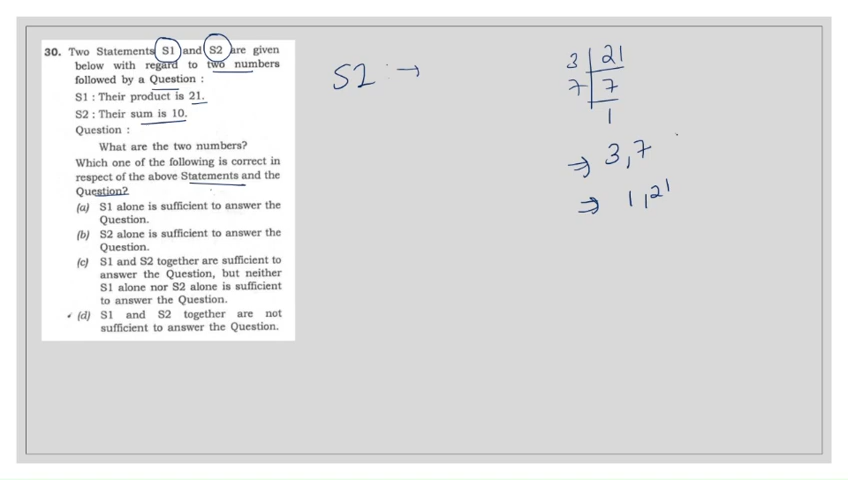 30. Two Statements S1 and S2 are given
below with regard to two numbers
followed by a Question :
S1 : Their product is 21.
S2 : Their sum is 10.
Question :
What are the two numbers?
Which one of the following is correct in
respect of the above Statements and the
Question?
(a) S1 alone is sufficient to answer the
Question.
(b) S2 alone is sufficient to answer the
Question.
(c) S1 and S2 together are sufficient to
answer the Question, but neither
S1 alone nor S2 alone is sufficient
to answer the Question.
(d) S1 and S2 together are not
sufficient to answer the Question.
S2 →
3 | 21
7 | 7
1
⇒ 3, 7
⇒ 1, 21